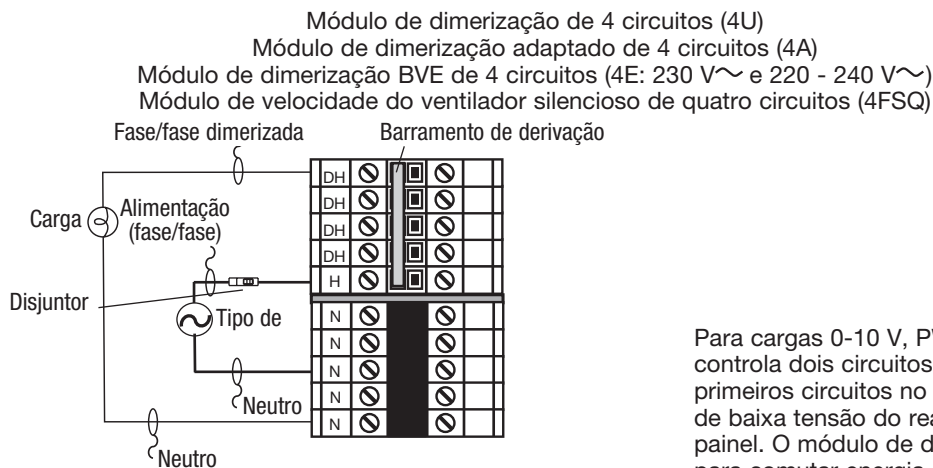 Módulo de dimerização de 4 circuitos (4U)
Módulo de dimerização adaptado de 4 circuitos (4A)
Módulo de dimerização BVE de 4 circuitos (4E: 230 V～ e 220 - 240 V～)
Módulo de velocidade do ventilador silencioso de quatro circuitos (4FSQ)
Fase/fase dimerizada
Barramento de derivação
Carga
Alimentação
(fase/fase)
Disjuntor
Tipo de
Neutro
Neutro
DH
DH
DH
DH
H
N
N
N
N
N
Para cargas 0-10 V,
controla dois circuitos
primeiros circuitos no
de baixa tensão do
painel. O módulo de
para comutar energia